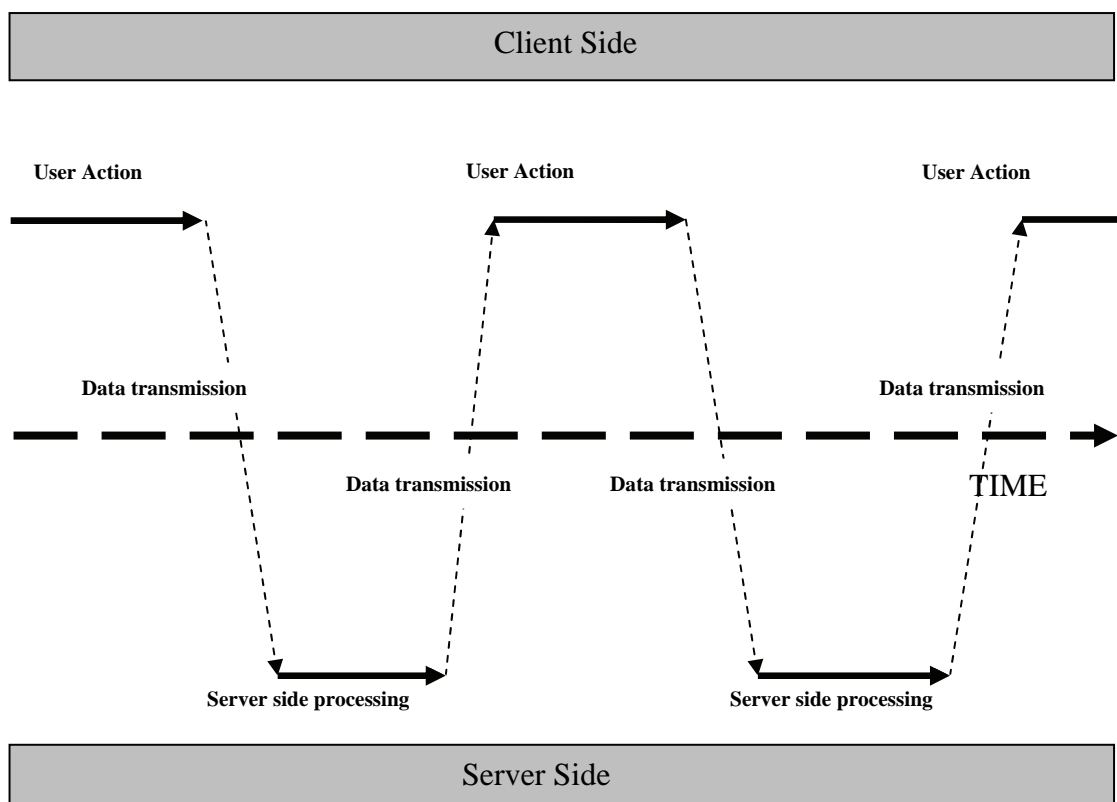 Client Side
User Action
User Action
User Action
Data transmission
Data transmission
Data transmission
Data transmission
TIME
Server side processing
Server side processing
Server Side